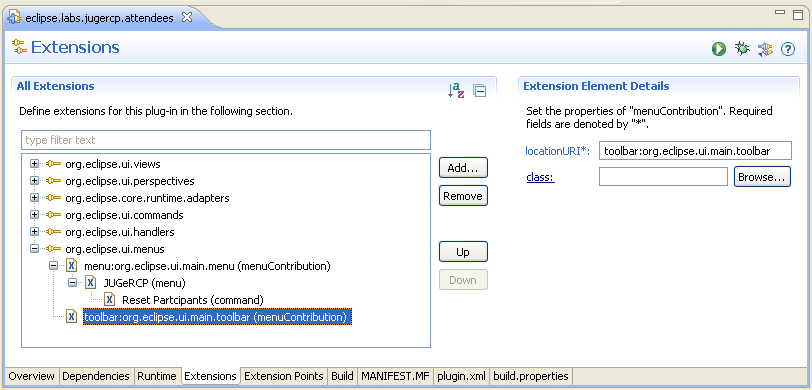 eclipse.labs.jugercp.attendees
Extensions
All Extensions
Define extensions for this plug-in in the following section.
type filter text
org.eclipse.ui.views
org.eclipse.ui.perspectives
org.eclipse.core.runtime.adapters
org.eclipse.ui.commands
org.eclipse.ui.handlers
org.eclipse.ui.menus
menu:org.eclipse.ui.main.menu (menuContribution)
JUGeRCP (menu)
Reset Partcipants (command)
toolbar:org.eclipse.ui.main.toolbar (menuContribution)
Add...
Remove
Up
Down
Extension Element Details
Set the properties of "menuContribution". Required
fields are denoted by "*".
locationURI*: toolbar:org.eclipse.ui.main.toolbar
class: Browse...
Overview Dependencies Runtime Extensions Extension Points Build MANIFEST.MF plugin.xml build.properties